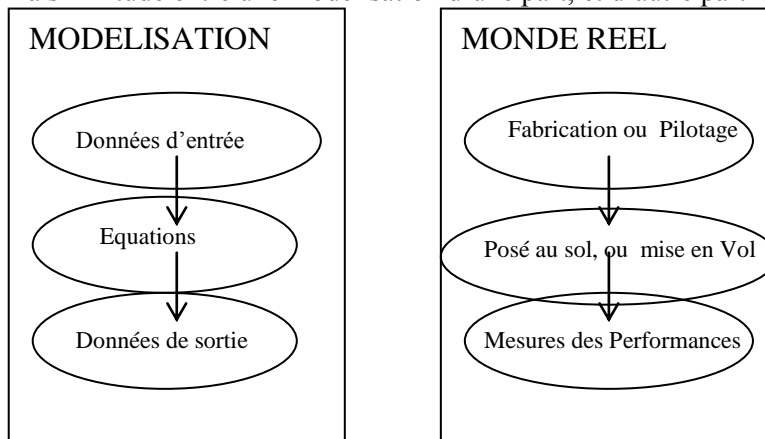 MODELISATION
Données d'entrée
Equations
Données de sortie
MONDE REEL
Fabrication ou Pilotage
Posé au sol, ou mise en Vol
Mesures des Performances